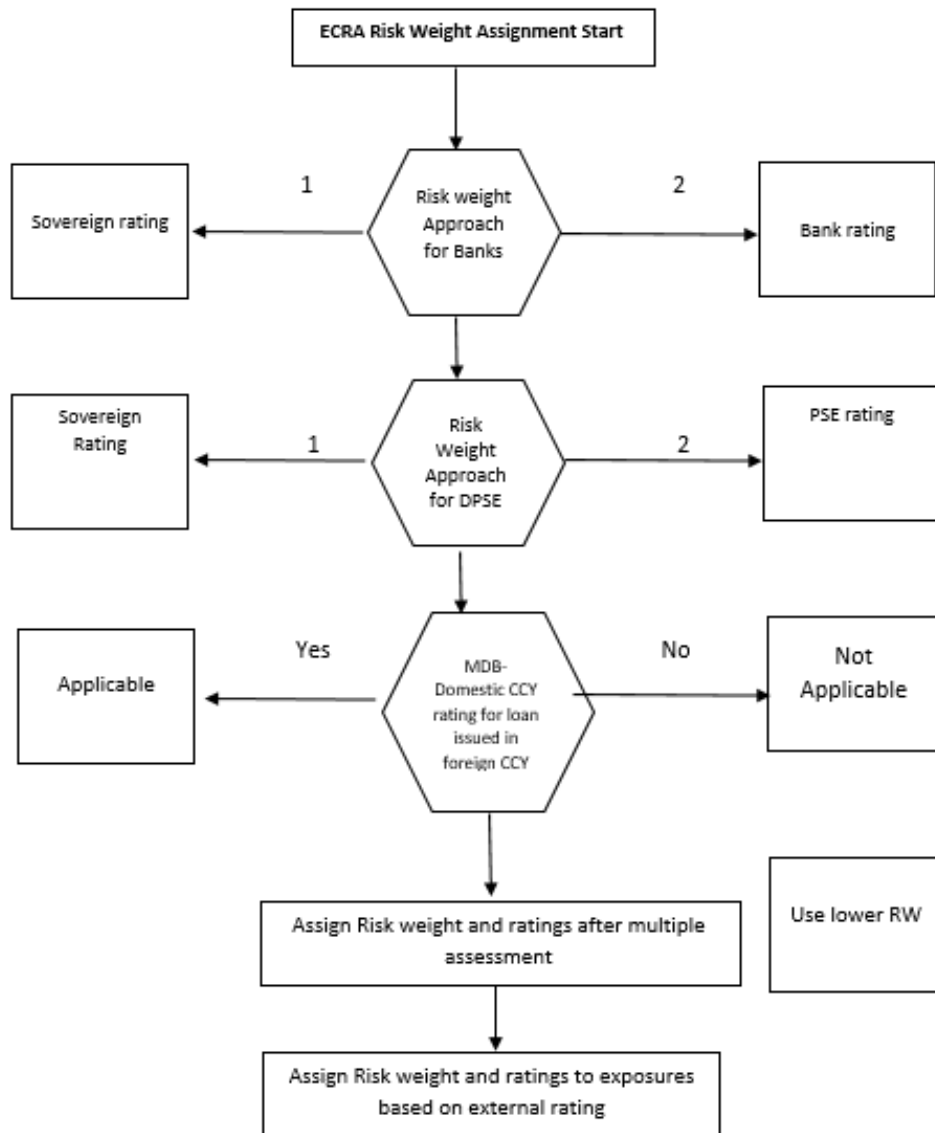 ECRA Risk Weight Assignment Start
1
2
Sovereign rating
Risk weight
Approach
for Banks
Bank rating
Sovereign
Rating
1
Risk
Weight
Approach
for DPSE
2
PSE rating
Yes
No
Applicable
MDB-
Domestic CCY
rating for loan
issued in
foreign CCY
Not
Applicable
Assign Risk weight and ratings after multiple
assessment
Use lower RW
Assign Risk weight and ratings to exposures
based on external rating